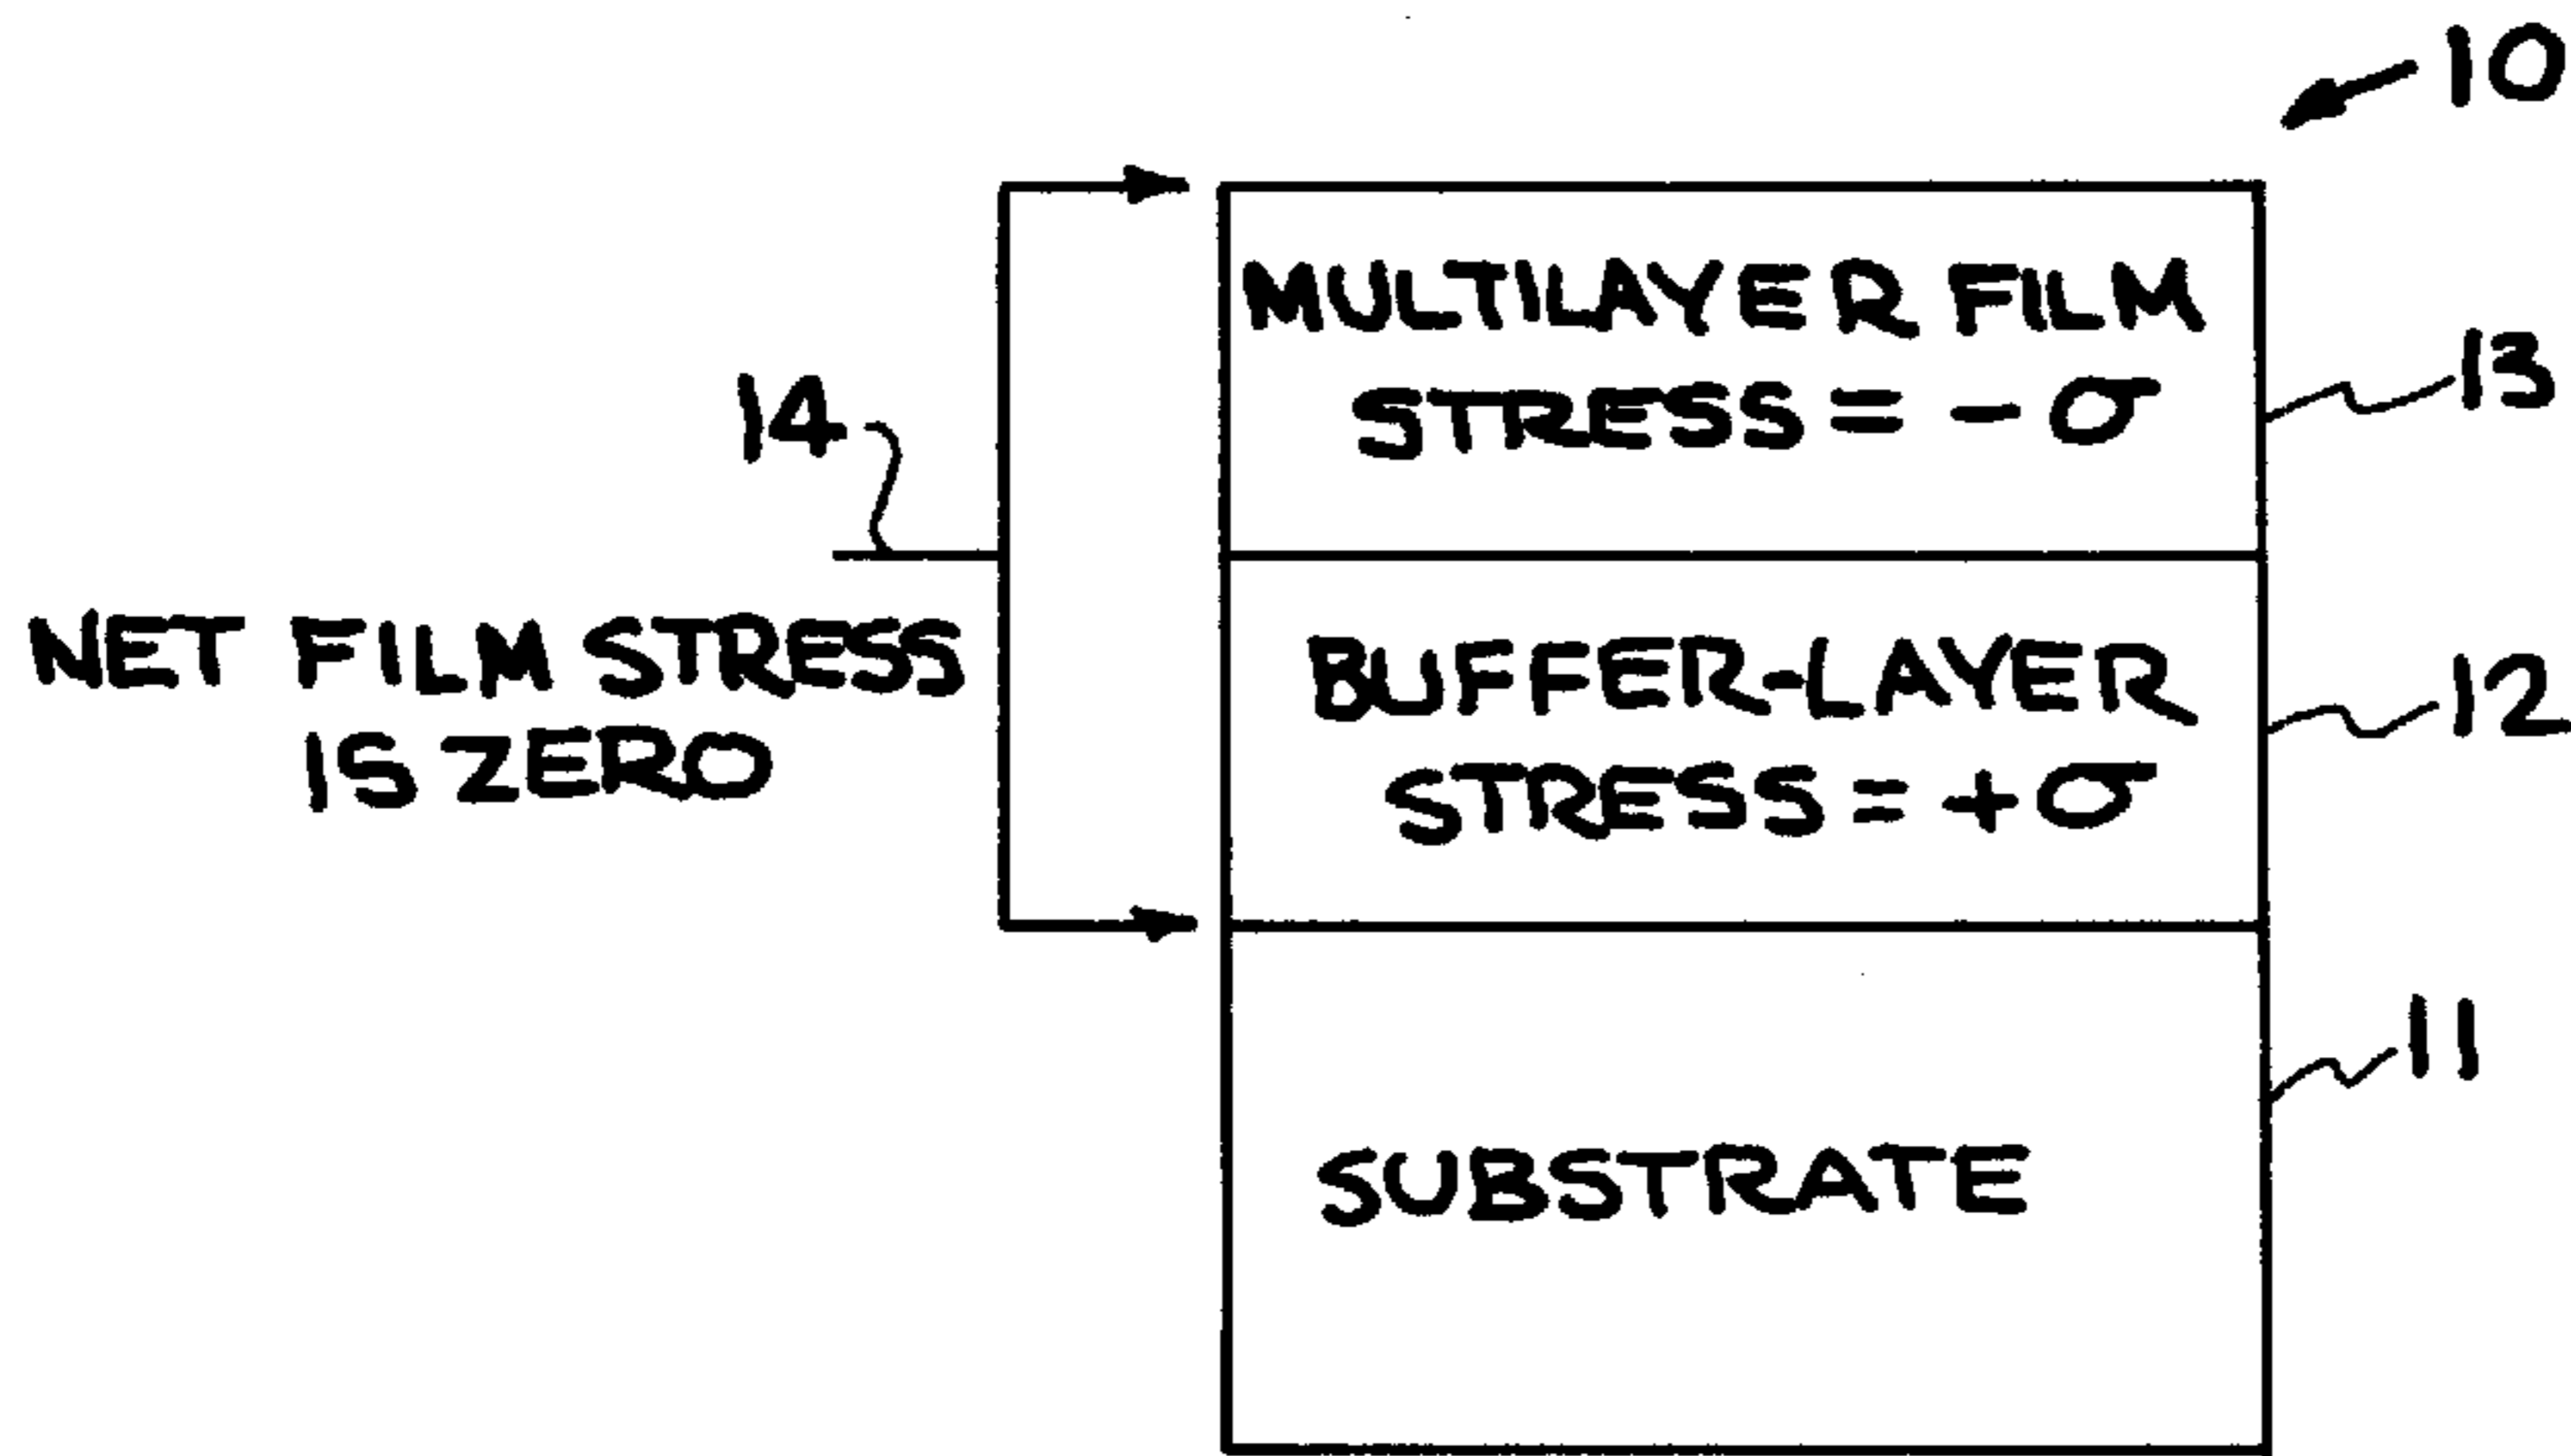 10
MULTILAYER FILM
STRESS = - σ
13
14
NET FILM STRESS
IS ZERO
BUFFER-LAYER
STRESS = + σ
12
11
SUBSTRATE